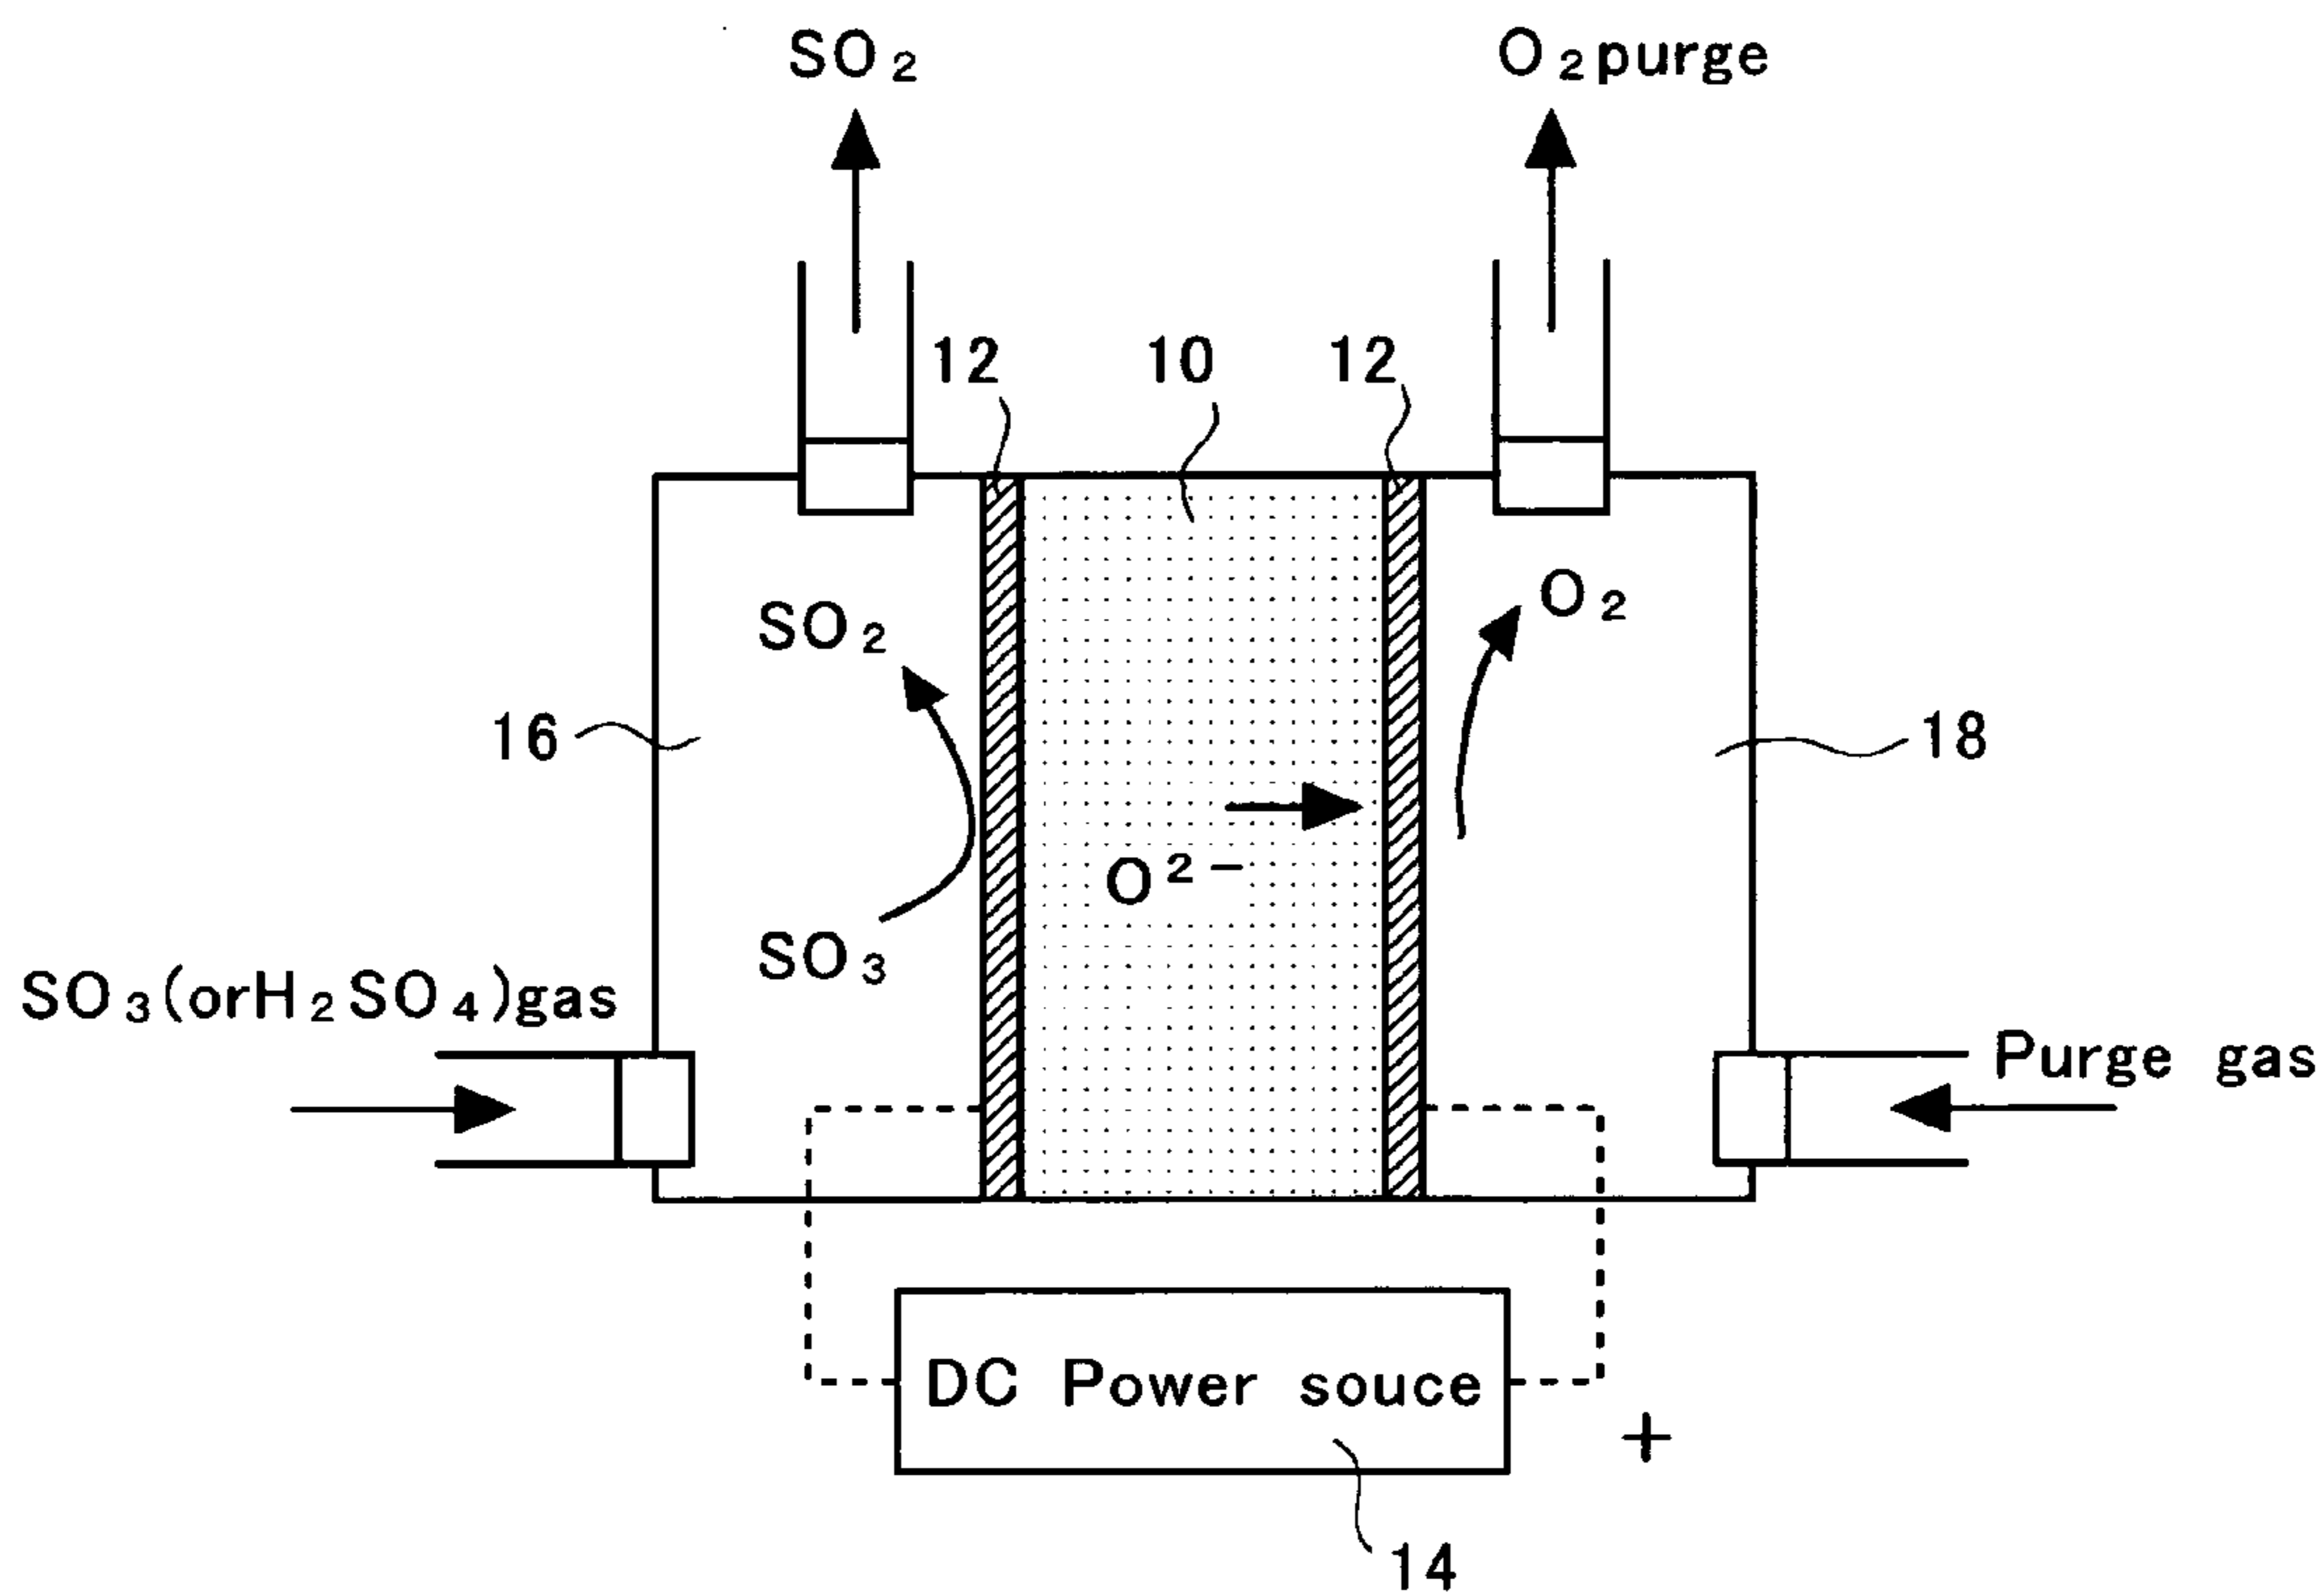 SO₂
O₂purge
12
10
12
SO₂
O₂
16
18
O²⁻
SO₃
SO₃(orH₂SO₄)gas
Purge gas
DC Power souce
+
14